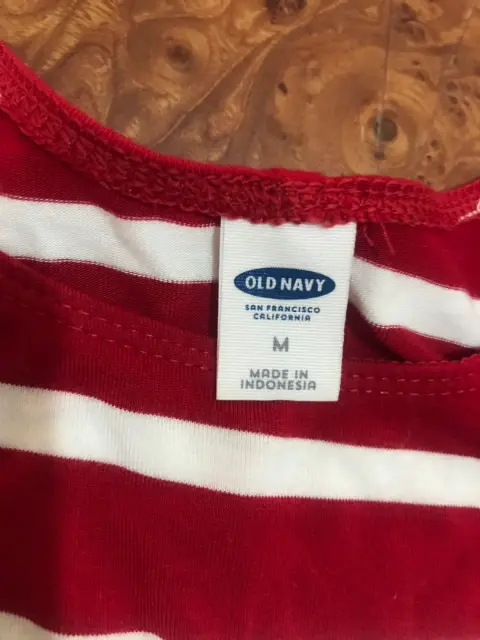 OLD NAVY
SAN FRANCISCO
CALIFORNIA
M
MADE IN
INDONESIA